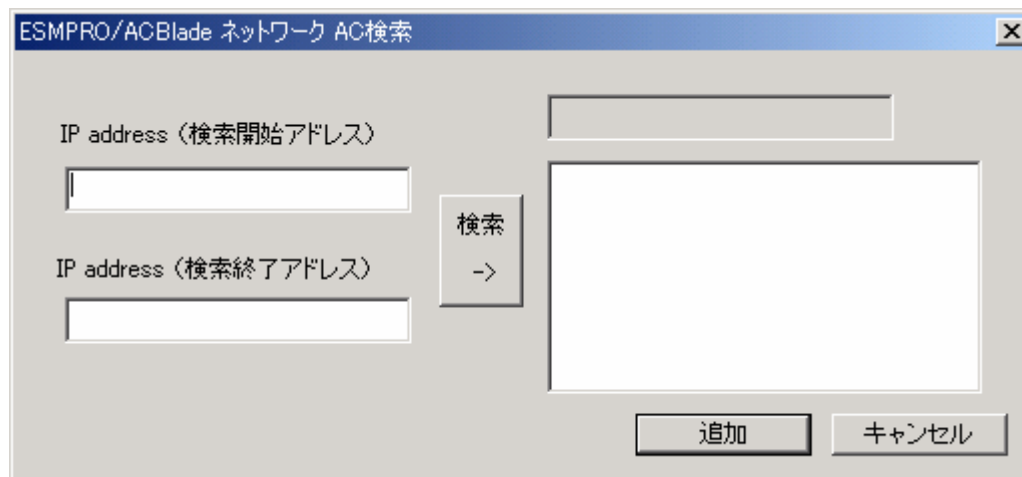 ESMPRO/ACBlade ネットワーク AC検索
IP address（検索開始アドレス）
検索
->
IP address（検索終了アドレス）
追加
キャンセル